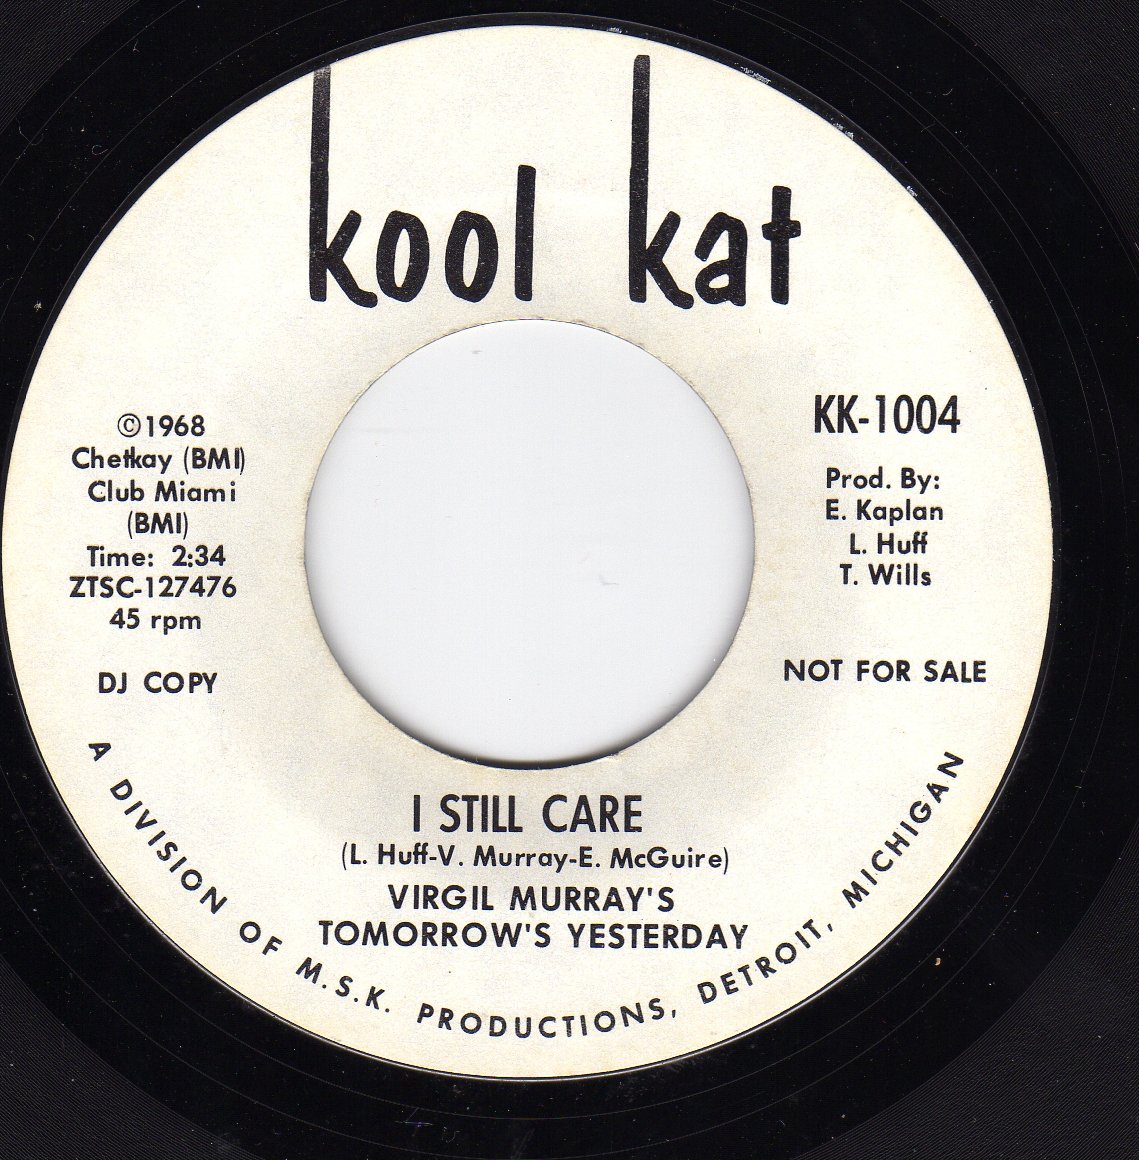 kool kat
©1968
Chetkay (BMI)
Club Miami
(BMI)
Time: 2:34
ZTSC-127476
45 rpm
DJ COPY
KK-1004
Prod. By:
E. Kaplan
L. Huff
T. Wills
NOT FOR SALE
I STILL CARE
(L. Huff-V. Murray-E. McGuire)
VIRGIL MURRAY'S
TOMORROW'S YESTERDAY
A DIVISION OF M.S.K. PRODUCTIONS, DETROIT, MICHIGAN